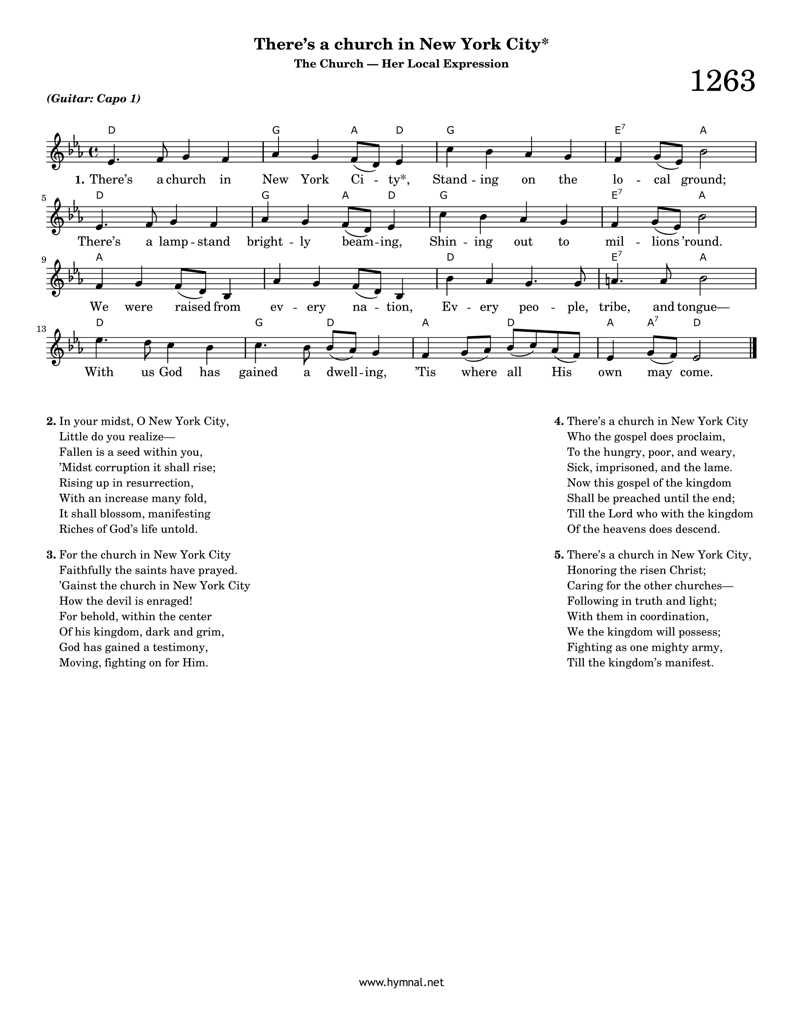 There's a church in New York City*
The Church — Her Local Expression
1263
(Guitar: Capo 1)
D G A D G E7 A
1. There's a church in New York Ci - ty*, Stand - ing on the lo - cal ground;
5
D G A D G E7 A
There's a lamp - stand bright - ly beam - ing, Shin - ing out to mil - lions 'round.
9
A D E7 A
We were raised from ev - ery na - tion, Ev - ery peo - ple, tribe, and tongue—
13
D G D A D A A7 D
With us God has gained a dwell - ing, 'Tis where all His own may come.
2. In your midst, O New York City,
Little do you realize—
Fallen is a seed within you,
'Midst corruption it shall rise;
Rising up in resurrection,
With an increase many fold,
It shall blossom, manifesting
Riches of God's life untold.
3. For the church in New York City
Faithfully the saints have prayed.
'Gainst the church in New York City
How the devil is enraged!
For behold, within the center
Of his kingdom, dark and grim,
God has gained a testimony,
Moving, fighting on for Him.
4. There's a church in New York City
Who the gospel does proclaim,
To the hungry, poor, and weary,
Sick, imprisoned, and the lame.
Now this gospel of the kingdom
Shall be preached until the end;
Till the Lord who with the kingdom
Of the heavens does descend.
5. There's a church in New York City,
Honoring the risen Christ;
Caring for the other churches—
Following in truth and light;
With them in coordination,
We the kingdom will possess;
Fighting as one mighty army,
Till the kingdom's manifest.
www.hymnal.net